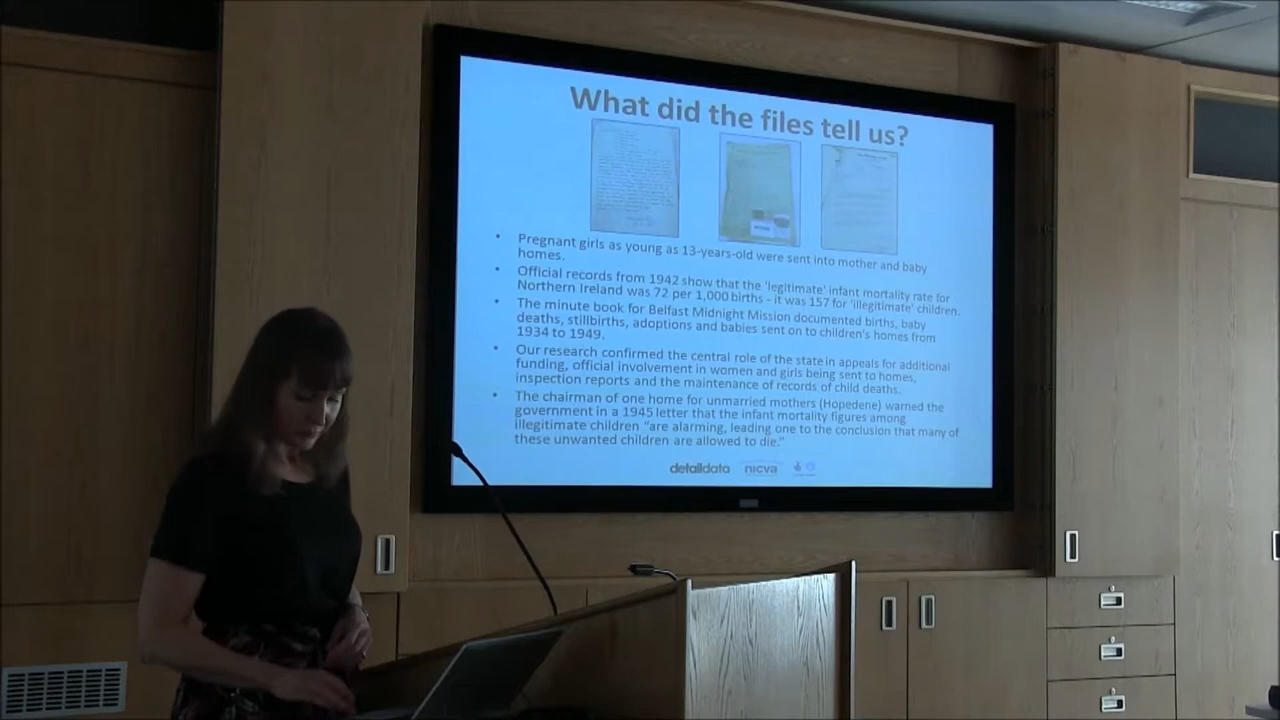 What did the files tell us?
• Pregnant girls as young as 13-years-old were sent into mother and baby
homes.
• Official records from 1942 show that the 'legitimate' infant mortality rate for
Northern Ireland was 72 per 1,000 births - it was 157 for 'illegitimate' children.
• The minute book for Belfast Midnight Mission documented births, baby
deaths, stillbirths, adoptions and babies sent on to children's homes from
1934 to 1949.
• Our research confirmed the central role of the state in appeals for additional
funding, official involvement in women and girls being sent to homes,
inspection reports and the maintenance of records of child deaths.
• The chairman of one home for unmarried mothers (Hopedene) warned the
government in a 1945 letter that the infant mortality figures among
illegitimate children "are alarming, leading one to the conclusion that many of
these unwanted children are allowed to die."
detaildata nicva